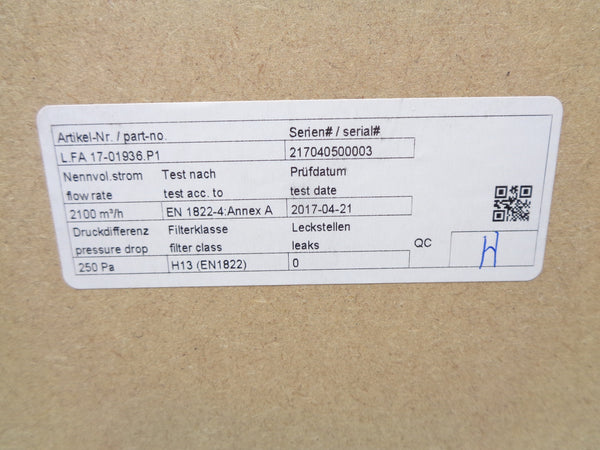 Artikel-Nr. / part-no. Serien# / serial#
L.FA 17-01936.P1 217040500003
Nennvol.strom Test nach Prüfdatum
flow rate test acc. to test date
2100 m³/h EN 1822-4:Annex A 2017-04-21
Druckdifferenz Filterklasse Leckstellen
pressure drop filter class leaks QC H
250 Pa H13 (EN1822) 0